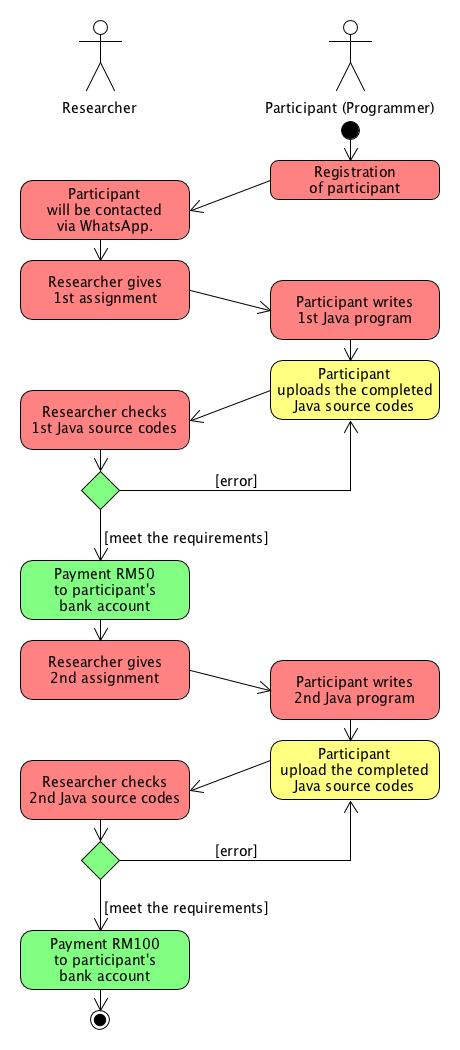 Researcher
Participant (Programmer)
Registration
of participant
Participant
will be contacted
via WhatsApp.
Researcher gives
1st assignment
Participant writes
1st Java program
Participant
uploads the completed
Java source codes
Researcher checks
1st Java source codes
[error]
[meet the requirements]
Payment RM50
to participant's
bank account
Researcher gives
2nd assignment
Participant writes
2nd Java program
Participant
upload the completed
Java source codes
Researcher checks
2nd Java source codes
[error]
[meet the requirements]
Payment RM100
to participant's
bank account